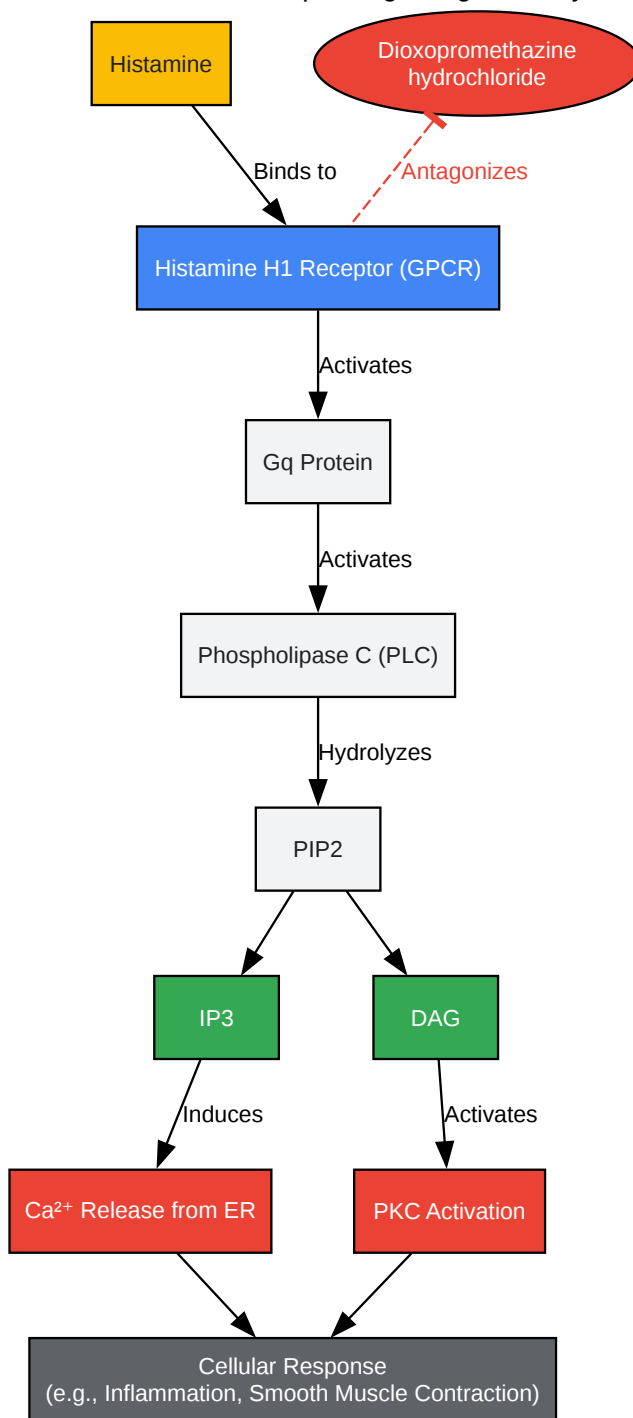 Histamine
Dioxopromethazine
hydrochloride
Binds to
Antagonizes
Histamine H1 Receptor (GPCR)
Activates
Gq Protein
Activates
Phospholipase C (PLC)
Hydrolyzes
PIP2
IP3
DAG
Induces
Activates
Ca²⁺ Release from ER
PKC Activation
Cellular Response
(e.g., Inflammation, Smooth Muscle Contraction)